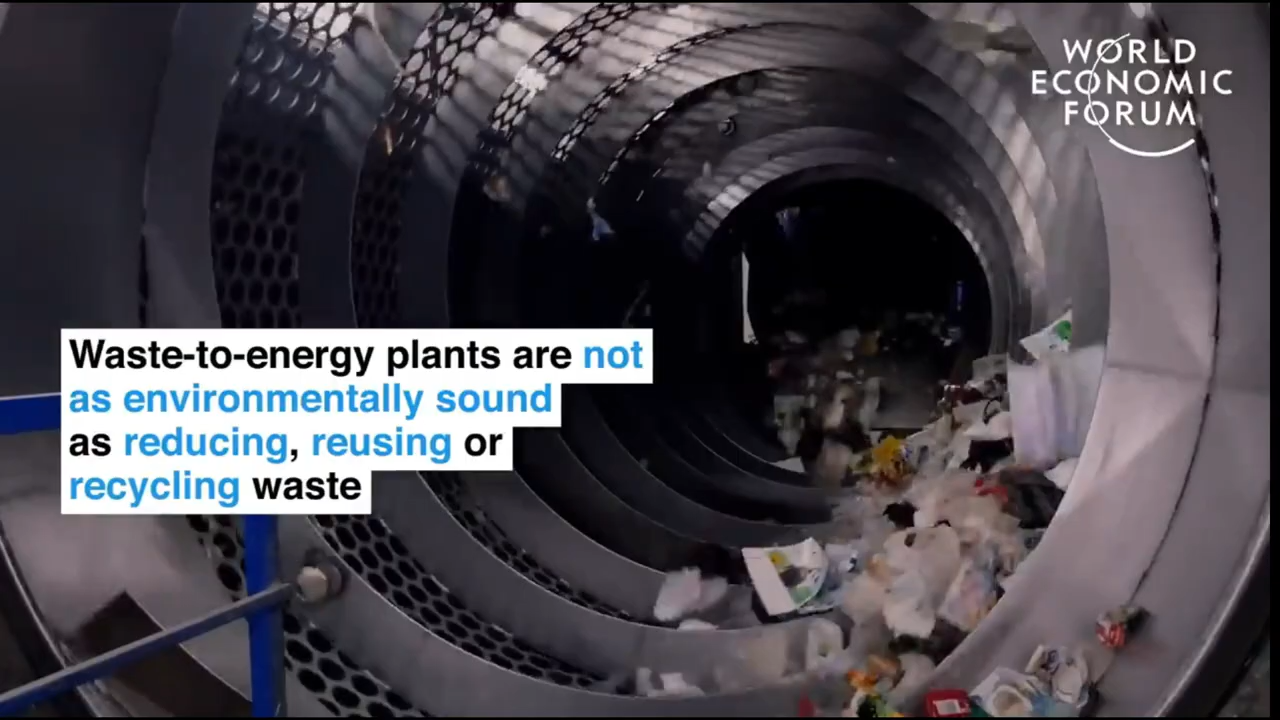 WORLD
ECONOMIC
FORUM
Waste-to-energy plants are not
as environmentally sound
as reducing, reusing or
recycling waste